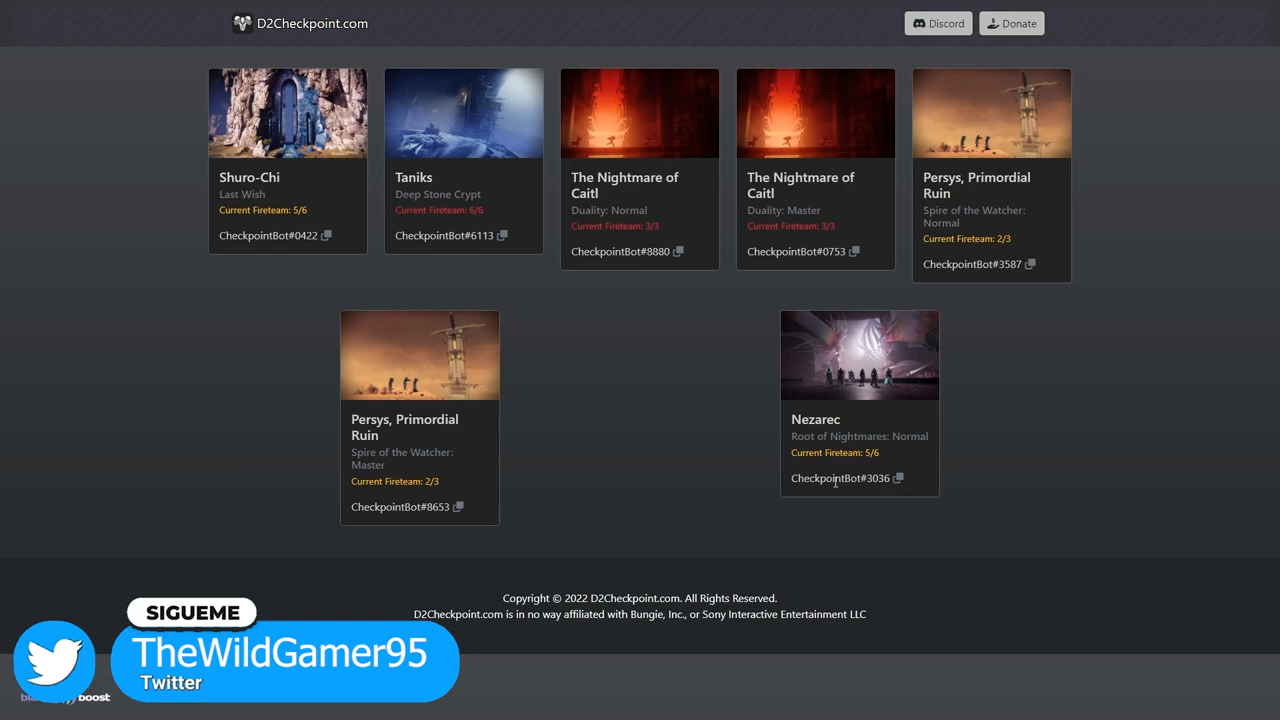 D2Checkpoint.com
Discord
Donate
Shuro-Chi
Last Wish
Current Fireteam: 5/6
CheckpointBot#0422
Taniks
Deep Stone Crypt
Current Fireteam: 6/6
CheckpointBot#6113
The Nightmare of
Caitl
Duality: Normal
Current Fireteam: 3/3
CheckpointBot#8880
The Nightmare of
Caitl
Duality: Master
Current Fireteam: 3/3
CheckpointBot#0753
Persys, Primordial
Ruin
Spire of the Watcher:
Normal
Current Fireteam: 2/3
CheckpointBot#3587
Persys, Primordial
Ruin
Spire of the Watcher:
Master
Current Fireteam: 2/3
CheckpointBot#8653
Nezarec
Root of Nightmares: Normal
Current Fireteam: 5/6
CheckpointBot#3036
Copyright © 2022 D2Checkpoint.com. All Rights Reserved.
D2Checkpoint.com is in no way affiliated with Bungie, Inc., or Sony Interactive Entertainment LLC
SIGUEME
TheWildGamer95
Twitter
boost